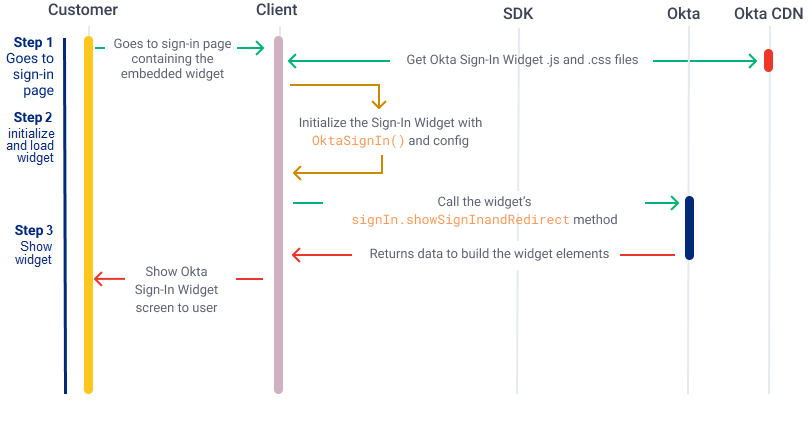 Customer
Client
SDK
Okta
Okta CDN
Step 1
Goes to
sign-in
page
Goes to sign-in page
containing the
embedded widget
Get Okta Sign-In Widget .js and .css files
Step 2
initialize
and load
widget
Initialize the Sign-In Widget with
OktaSignIn() and config
Call the widget's
signIn.showSignInandRedirect method
Step 3
Show
widget
Returns data to build the widget elements
Show Okta
Sign-In Widget
screen to user